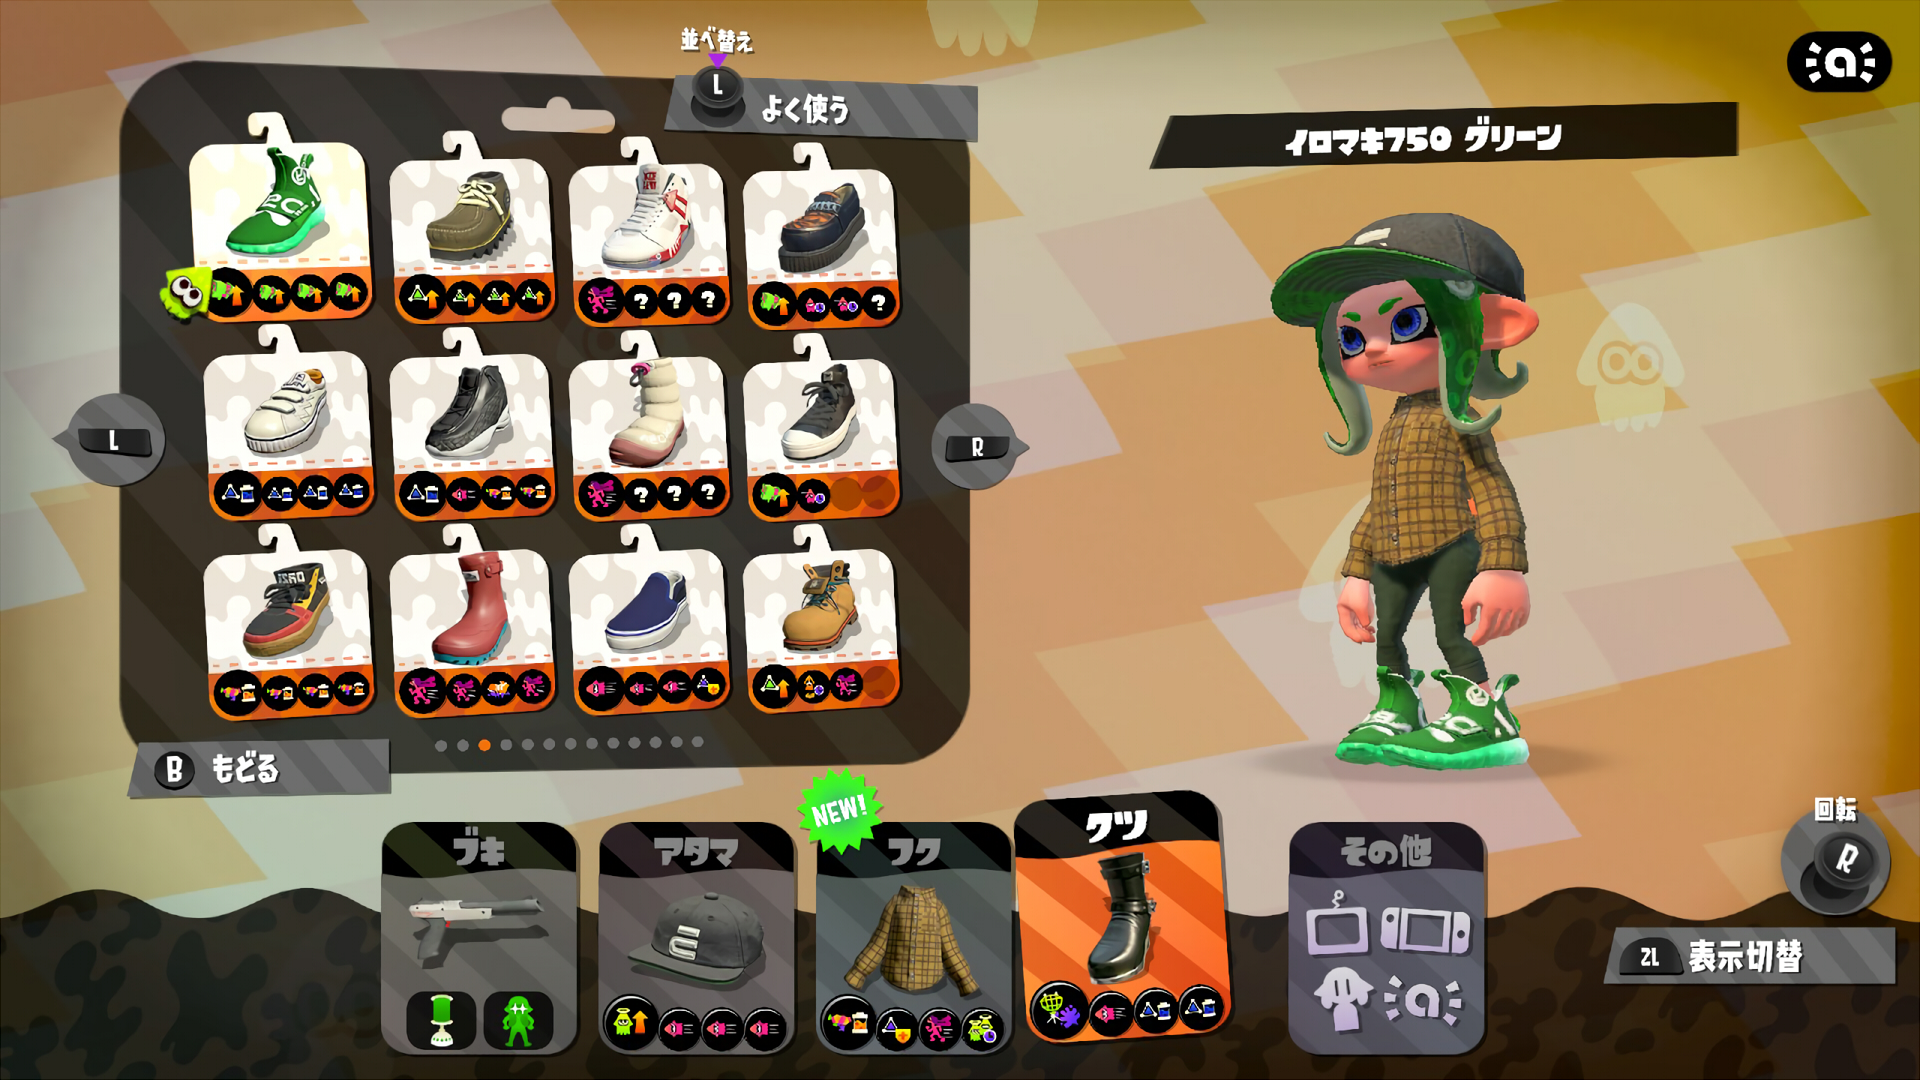 並べ替え
L
よく使う
イロマキ750 グリーン
? ? ?
?
L
R
? ? ?
B もどる
NEW!
ブキ
アタマ
フク
クツ
その他
回転
R
ZL 表示切替